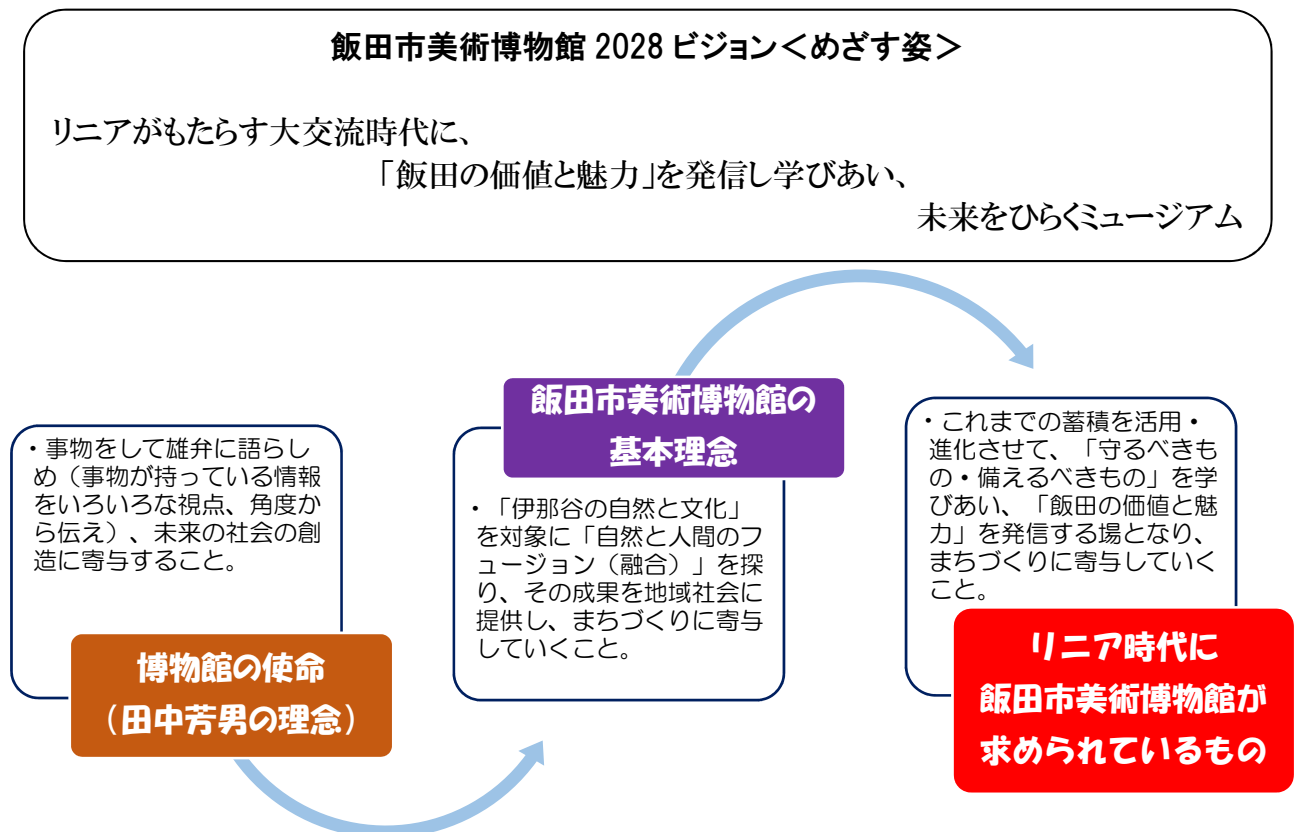 飯田市美術博物館 2028 ビジョン＜めざす姿＞
リニアがもたらす大交流時代に、
「飯田の価値と魅力」を発信し学びあい、
未来をひらくミュージアム
・事物をして雄弁に語らし
め（事物が持っている情報
をいろいろな視点、角度か
ら伝え）、未来の社会の創
造に寄与すること。
博物館の使命
（田中芳男の理念）
飯田市美術博物館の
基本理念
・「伊那谷の自然と文化」
を対象に「自然と人間のフ
ュージョン（融合）」を探
り、その成果を地域社会に
提供し、まちづくりに寄与
していくこと。
・これまでの蓄積を活用・
進化させて、「守るべきも
の・備えるべきもの」を学
びあい、「飯田の価値と魅
力」を発信する場となり、
まちづくりに寄与していく
こと。
リニア時代に
飯田市美術博物館が
求められているもの